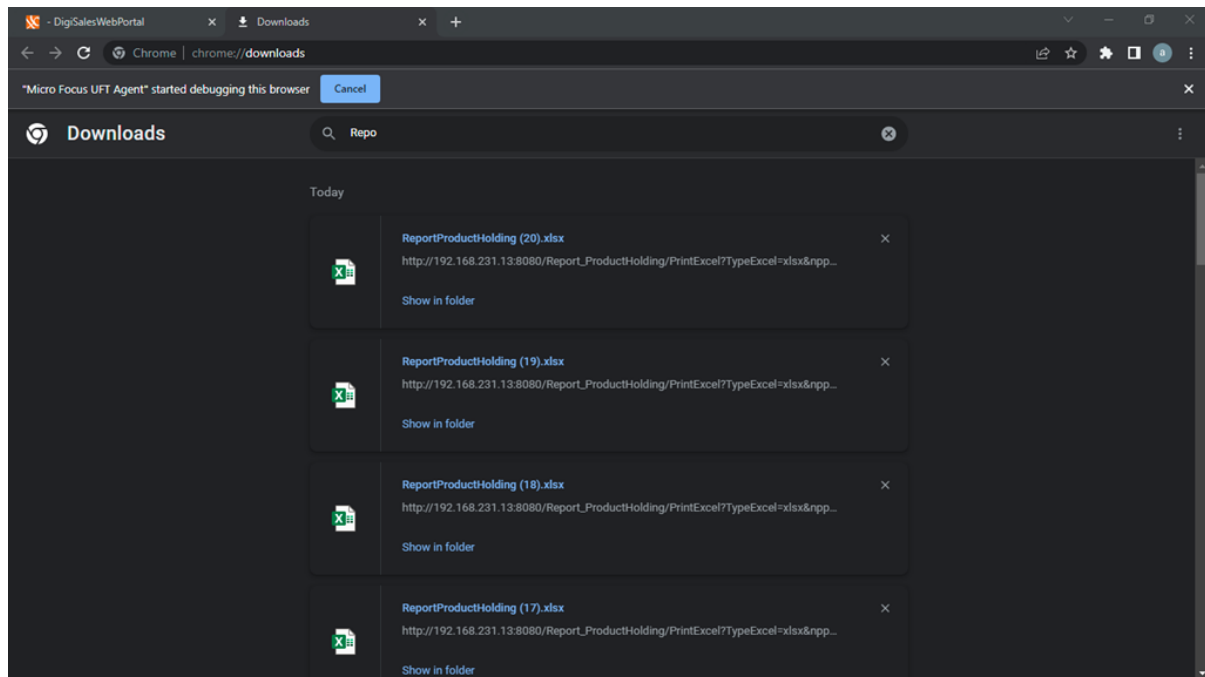 - DigiSalesWebPortal
Downloads
Chrome | chrome://downloads
a
"Micro Focus UFT Agent" started debugging this browser
Cancel
Downloads
Repo
Today
ReportProductHolding (20).xlsx
http://192.168.231.13:8080/Report_ProductHolding/PrintExcel?TypeExcel=xlsx&npp...
Show in folder
ReportProductHolding (19).xlsx
http://192.168.231.13:8080/Report_ProductHolding/PrintExcel?TypeExcel=xlsx&npp...
Show in folder
ReportProductHolding (18).xlsx
http://192.168.231.13:8080/Report_ProductHolding/PrintExcel?TypeExcel=xlsx&npp...
Show in folder
ReportProductHolding (17).xlsx
http://192.168.231.13:8080/Report_ProductHolding/PrintExcel?TypeExcel=xlsx&npp...
Show in folder